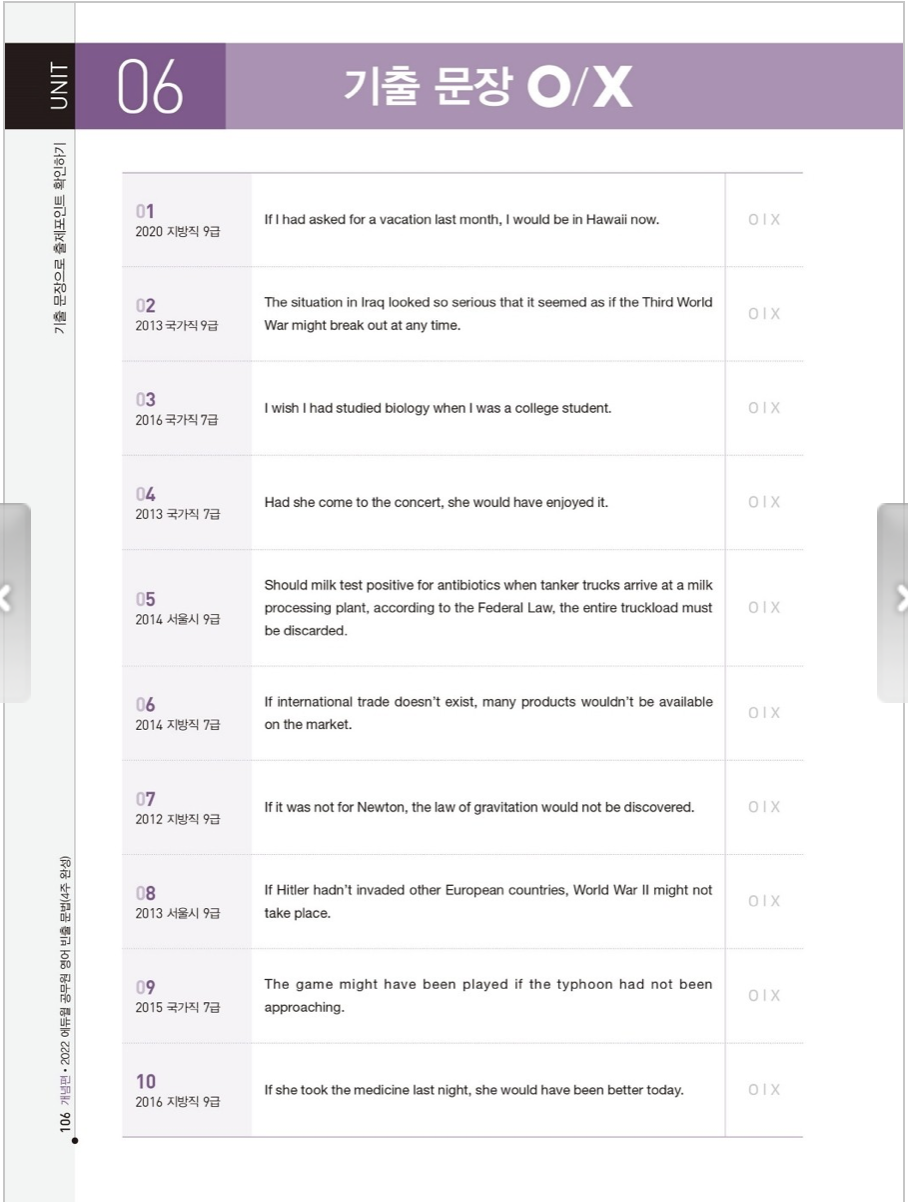 UNIT
06
기출 문장 O/X
기출 문장으로 출제포인트 확인하기
01
2020 지방직 9급
If I had asked for a vacation last month, I would be in Hawaii now.
O | X
02
2013 국가직 9급
The situation in Iraq looked so serious that it seemed as if the Third World
War might break out at any time.
O | X
03
2016 국가직 7급
I wish I had studied biology when I was a college student.
O | X
04
2013 국가직 7급
Had she come to the concert, she would have enjoyed it.
O | X
05
2014 서울시 9급
Should milk test positive for antibiotics when tanker trucks arrive at a milk
processing plant, according to the Federal Law, the entire truckload must
be discarded.
O | X
06
2014 지방직 7급
If international trade doesn't exist, many products wouldn't be available
on the market.
O | X
07
2012 지방직 9급
If it was not for Newton, the law of gravitation would not be discovered.
O | X
08
2013 서울시 9급
If Hitler hadn't invaded other European countries, World War II might not
take place.
O | X
09
2015 국가직 7급
The game might have been played if the typhoon had not been
approaching.
O | X
10
2016 지방직 9급
If she took the medicine last night, she would have been better today.
O | X
106 개념편 • 2022 에듀윌 공무원 영어 빈출 문법(4주 완성)